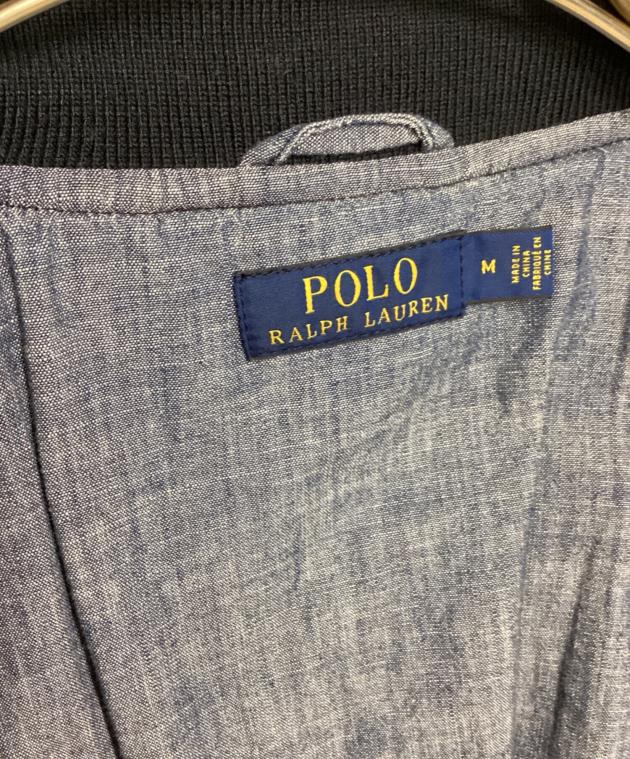 POLO
RALPH LAUREN
M
MADE IN
CHINA
FABRIQUÉ EN
CHINE